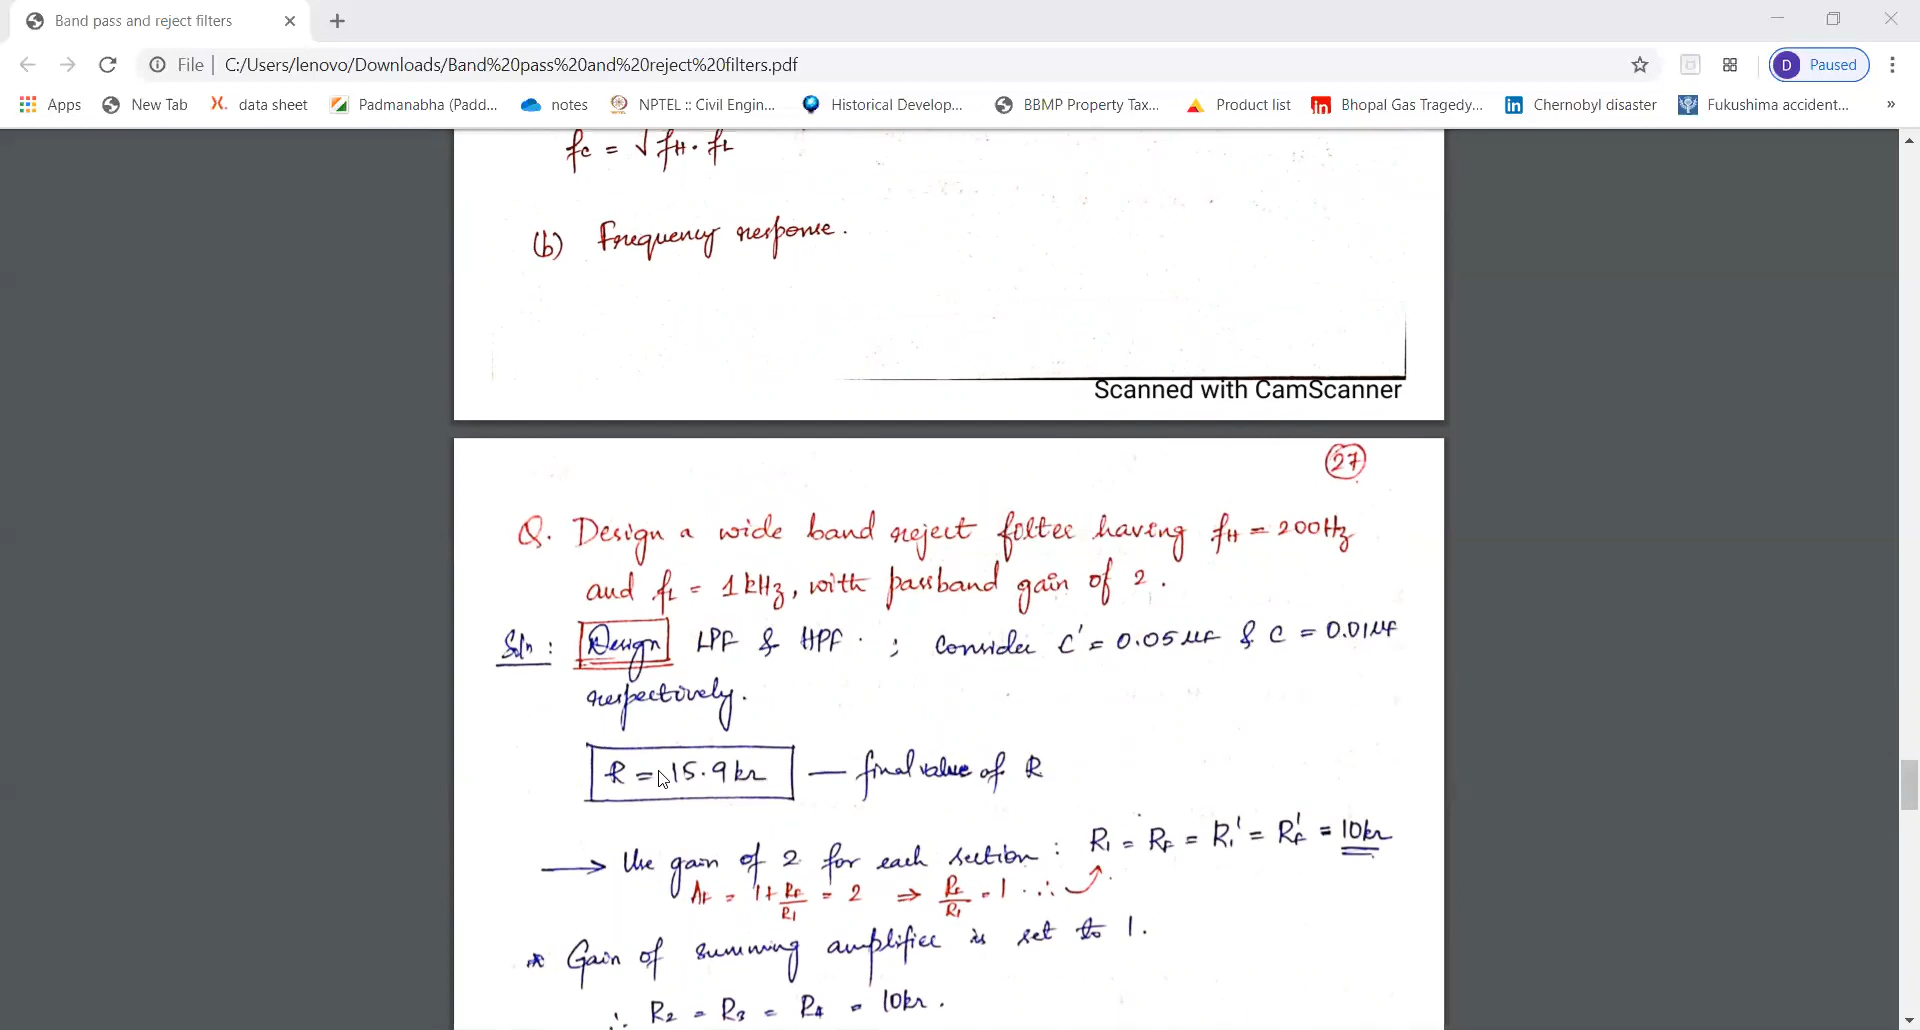 Band pass and reject filters
File C:/Users/lenovo/Downloads/Band%20pass%20and%20reject%20filters.pdf
D Paused
Apps New Tab data sheet Padmanabha (Padd... notes NPTEL :: Civil Engin... Historical Develop... BBMP Property Tax... Product list Bhopal Gas Tragedy... Chernobyl disaster Fukushima accident... »
fc = √fH · fL
(b) Frequency response.
Scanned with CamScanner
27
Q. Design a wide band reject filter having fH = 200Hz
and fL = 1kHz, with passband gain of 2.
Soln : Design LPF & HPF. ; Consider C' = 0.05 μF & C = 0.01μF
respectively.
R = 15.9kΩ — final value of R
→ Use gain of 2 for each section : R1 = RF = R1' = RF' = 10kΩ
AF = 1 + RF/R1 = 2 ⇒ RF/R1 = 1 ∴
* Gain of summing amplifier is set to 1.
∴ R2 = R3 = R4 = 10kΩ.